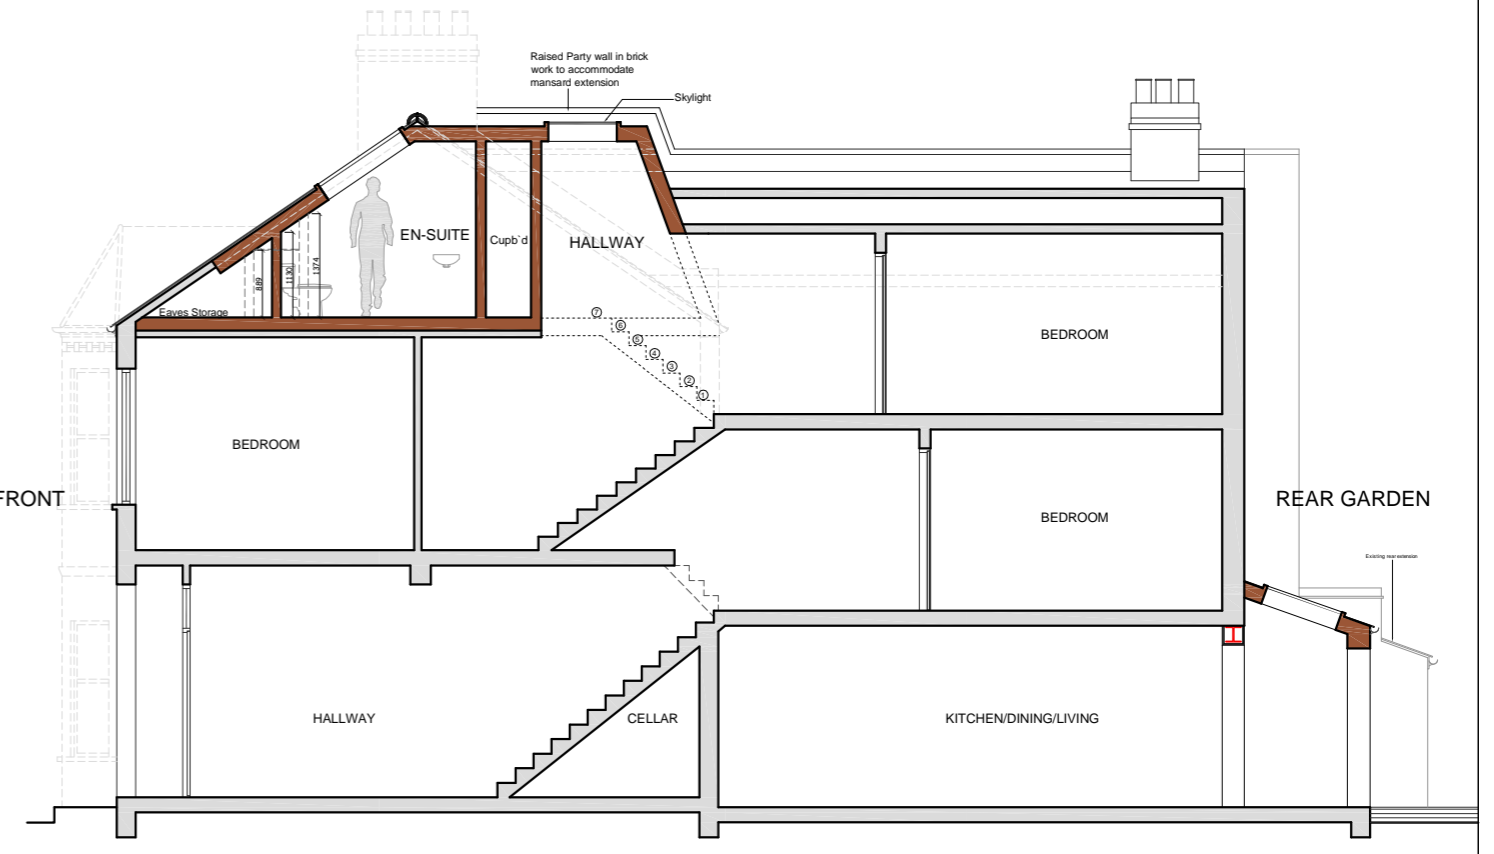 Raised Party wall in brick
work to accommodate
mansard extension
Skylight
EN-SUITE
Cupb`d
HALLWAY
889
1130
1374
Eaves Storage
7
6
5
4
3
2
1
BEDROOM
BEDROOM
FRONT
REAR GARDEN
BEDROOM
Existing rear extension
HALLWAY
CELLAR
KITCHEN/DINING/LIVING